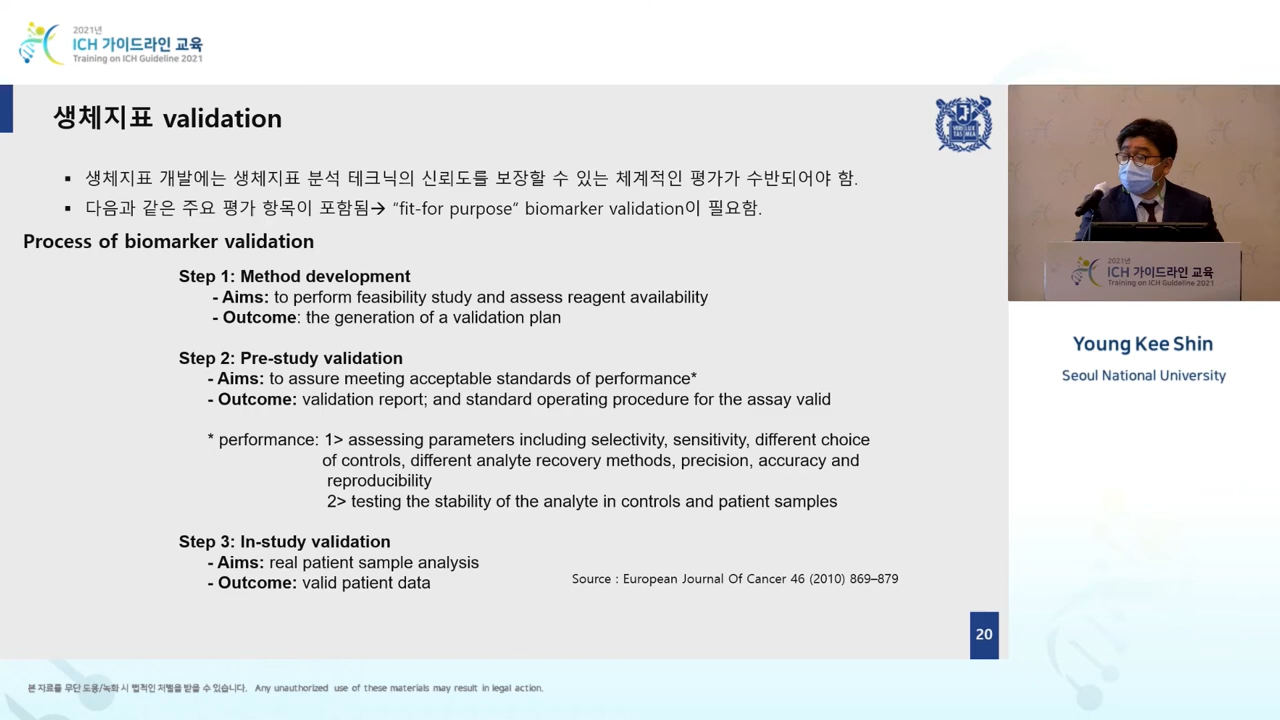 2021년
ICH 가이드라인 교육
Training on ICH Guideline 2021
생체지표 validation
▪ 생체지표 개발에는 생체지표 분석 테크닉의 신뢰도를 보장할 수 있는 체계적인 평가가 수반되어야 함.
▪ 다음과 같은 주요 평가 항목이 포함됨→ “fit-for purpose“ biomarker validation이 필요함.
Process of biomarker validation
Step 1: Method development
- Aims: to perform feasibility study and assess reagent availability
- Outcome: the generation of a validation plan
Step 2: Pre-study validation
- Aims: to assure meeting acceptable standards of performance*
- Outcome: validation report; and standard operating procedure for the assay valid
* performance: 1> assessing parameters including selectivity, sensitivity, different choice
of controls, different analyte recovery methods, precision, accuracy and
reproducibility
2> testing the stability of the analyte in controls and patient samples
Step 3: In-study validation
- Aims: real patient sample analysis
- Outcome: valid patient data
Source : European Journal Of Cancer 46 (2010) 869–879
20
2021년
ICH 가이드라인 교육
Training on ICH Guideline 2021
Young Kee Shin
Seoul National University
본 자료를 무단 도용/녹화 시 법적인 처벌을 받을 수 있습니다. Any unauthorized use of these materials may result in legal action.